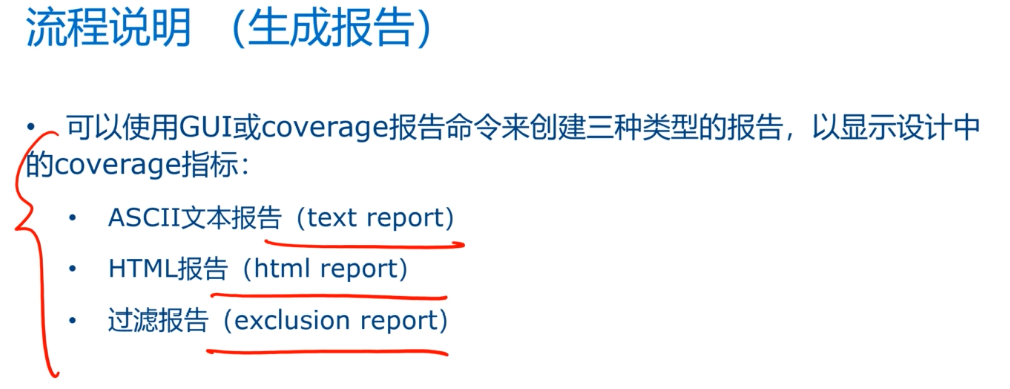 流程说明 （生成报告）
• 可以使用GUI或coverage报告命令来创建三种类型的报告，以显示设计中
的coverage指标：
• ASCII文本报告（text report）
• HTML报告（html report）
• 过滤报告（exclusion report）